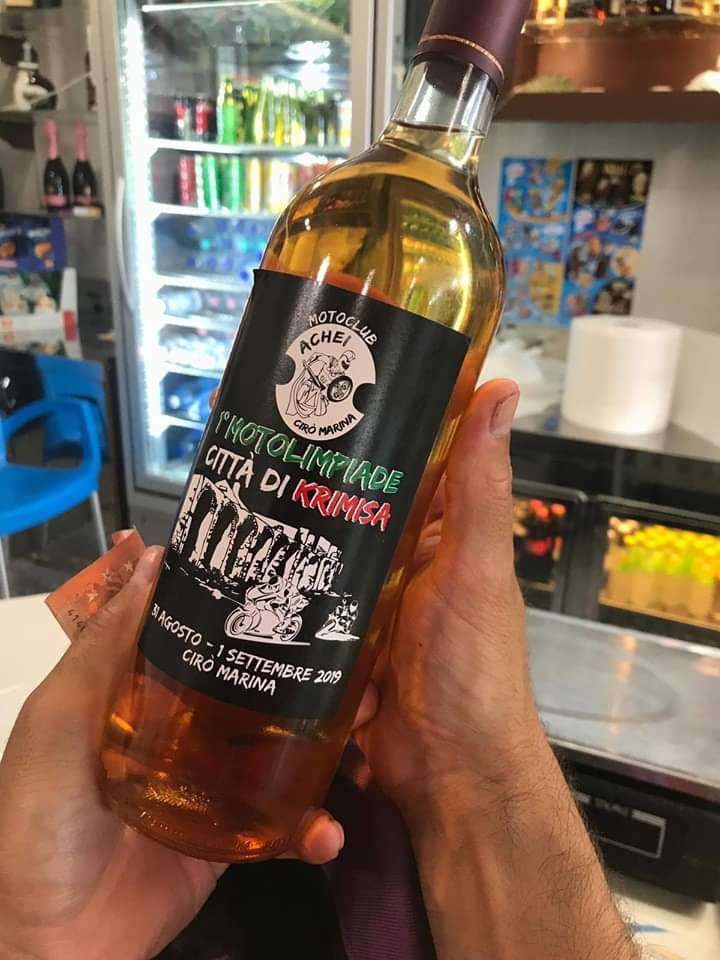 MOTOCLUB
ACHEI
CIRÒ MARINA
1° MOTOLIMPIADE
CITTÀ DI KRIMISA
31 AGOSTO - 1 SETTEMBRE 2019
CIRÒ MARINA